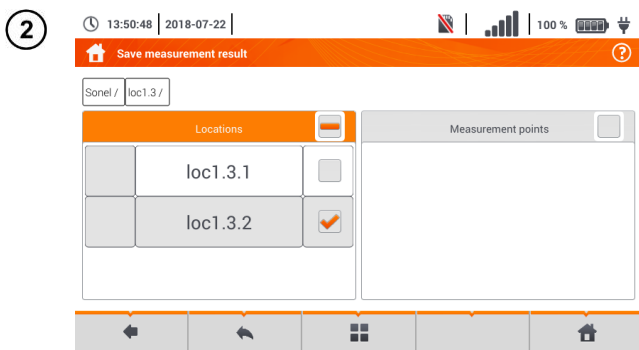 2
13:50:48 2018-07-22 100 %
Save measurement result ?
Sonel / loc1.3 /
Locations Measurement points
loc1.3.1
loc1.3.2